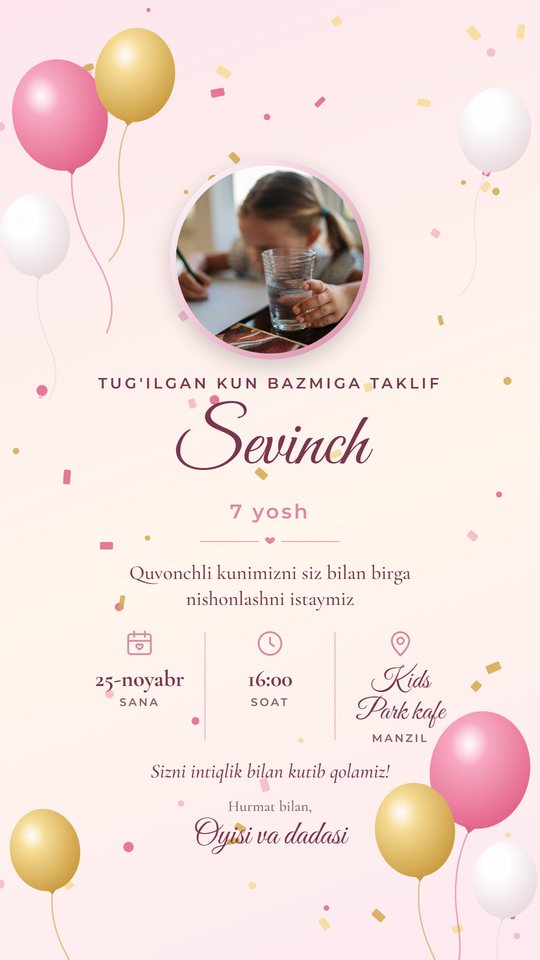 TUG'ILGAN KUN BAZMIGA TAKLIF
Sevinch
7 yosh
Quvonchli kunimizni siz bilan birga
nishonlashni istaymiz
25-noyabr
SANA
16:00
SOAT
Kids
Park kafe
MANZIL
Sizni intiqlik bilan kutib qolamiz!
Hurmat bilan,
Oyisi va dadasi